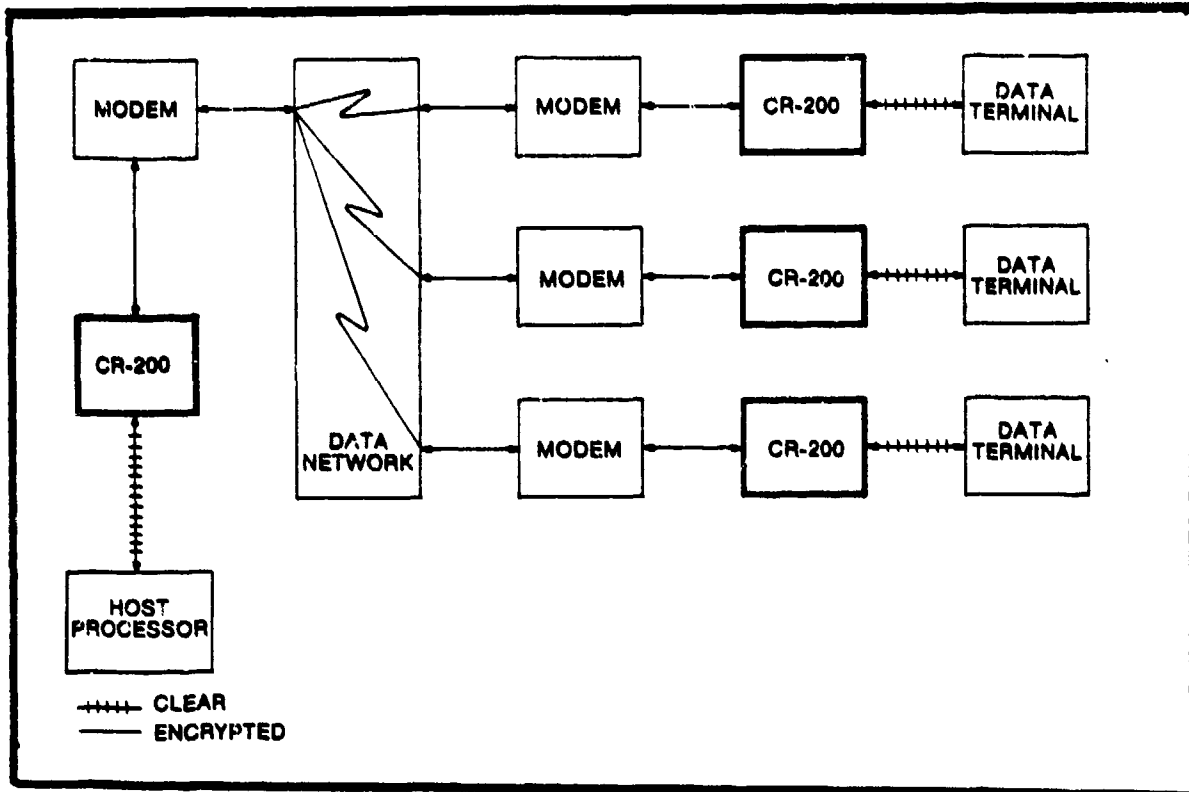 MODEM
MODEM
CR-200
DATA
TERMINAL
MODEM
CR-200
DATA
TERMINAL
CR-200
MODEM
CR-200
DATA
TERMINAL
DATA
NETWORK
HOST
PROCESSOR
CLEAR
ENCRYPTED